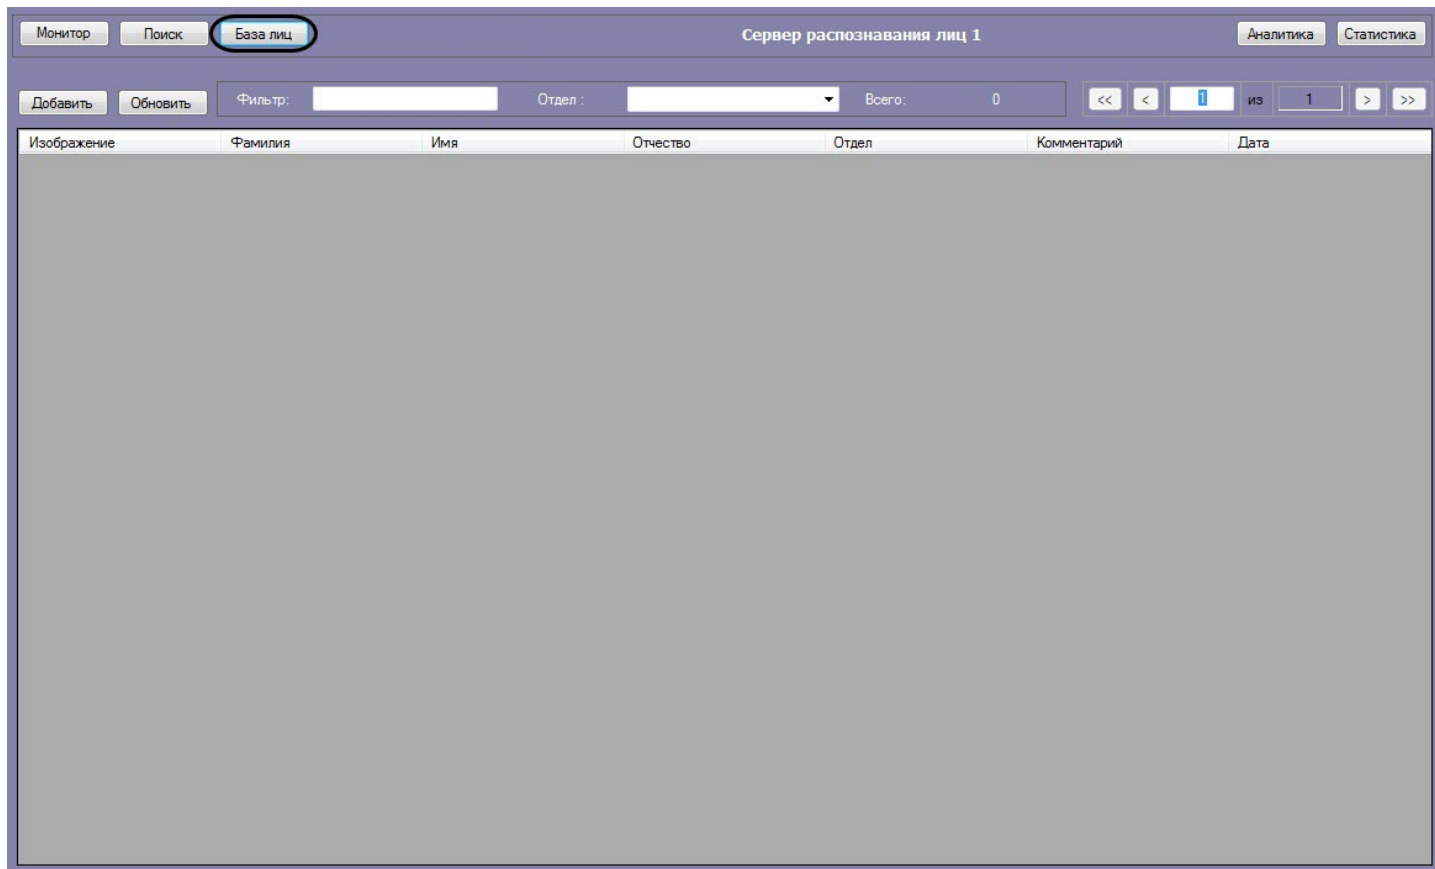 Монитор Поиск База лиц Сервер распознавания лиц 1 Аналитика Статистика
Добавить Обновить Фильтр: Отдел : Всего: 0 << < 1 из 1 > >>
Изображение Фамилия Имя Отчество Отдел Комментарий Дата